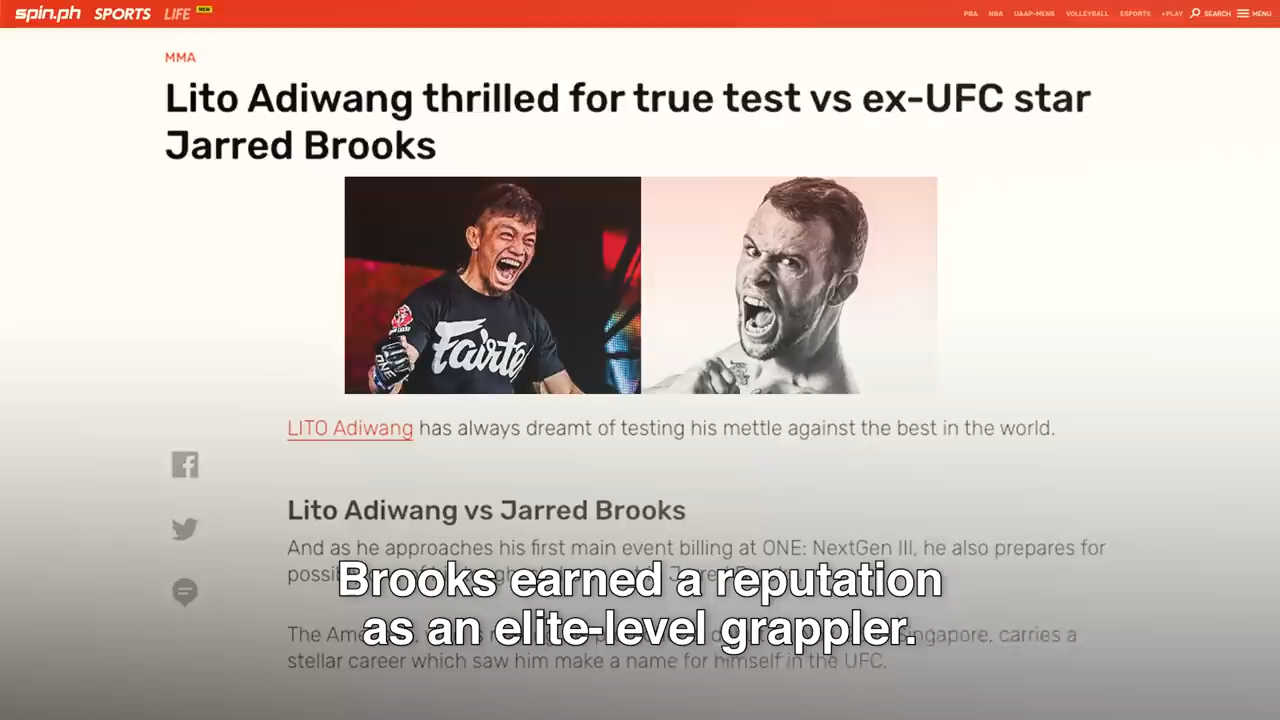 spin.ph SPORTS LIFE NEW
PBA NBA UAAP-MENS VOLLEYBALL ESPORTS +PLAY SEARCH MENU
MMA
Lito Adiwang thrilled for true test vs ex-UFC star
Jarred Brooks
Fairte
ONE
LITO Adiwang has always dreamt of testing his mettle against the best in the world.
Lito Adiwang vs Jarred Brooks
And as he approaches his first main event billing at ONE: NextGen III, he also prepares for
Brooks earned a reputation
as an elite-level grappler.
The Singapore, carries a
stellar career which saw him make a name for himself in the UFC.